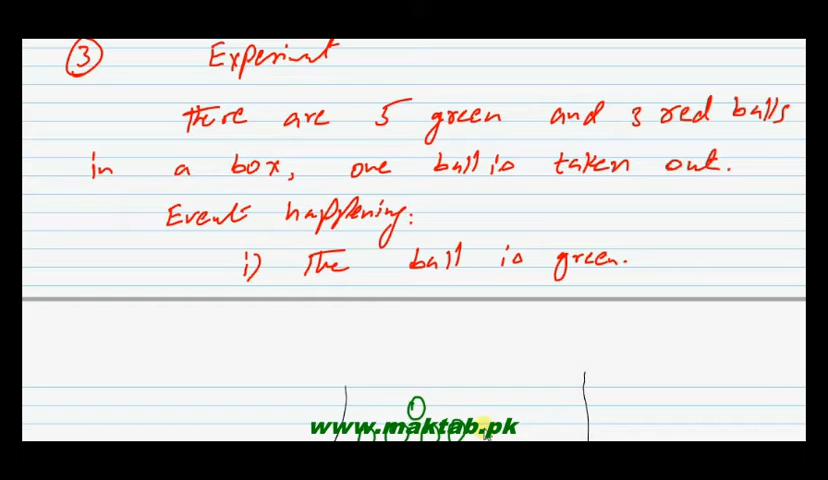 3 Experiment
there are 5 green and 3 red balls
in a box, one ball is taken out.
Event happening:
i) The ball is green.
www.maktab.pk